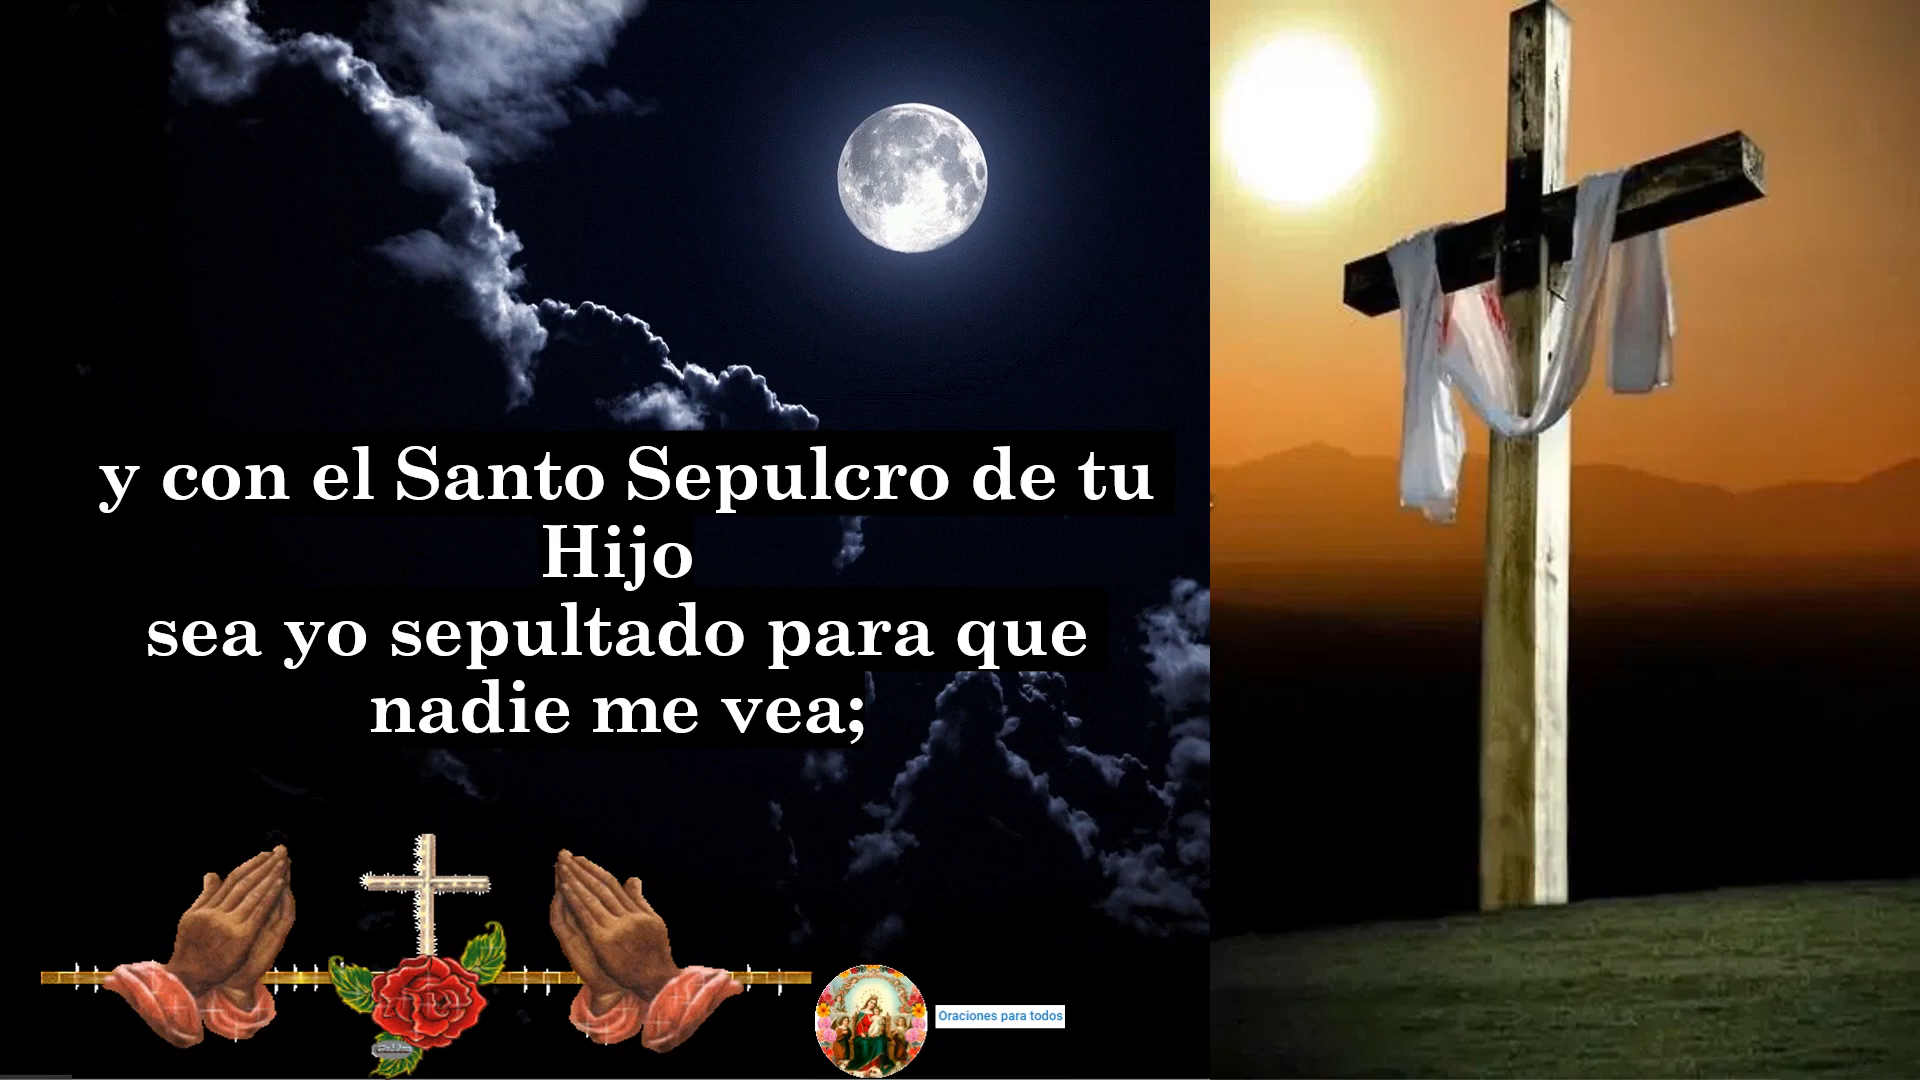 y con el Santo Sepulcro de tu
Hijo
sea yo sepultado para que
nadie me vea;
Oraciones para todos